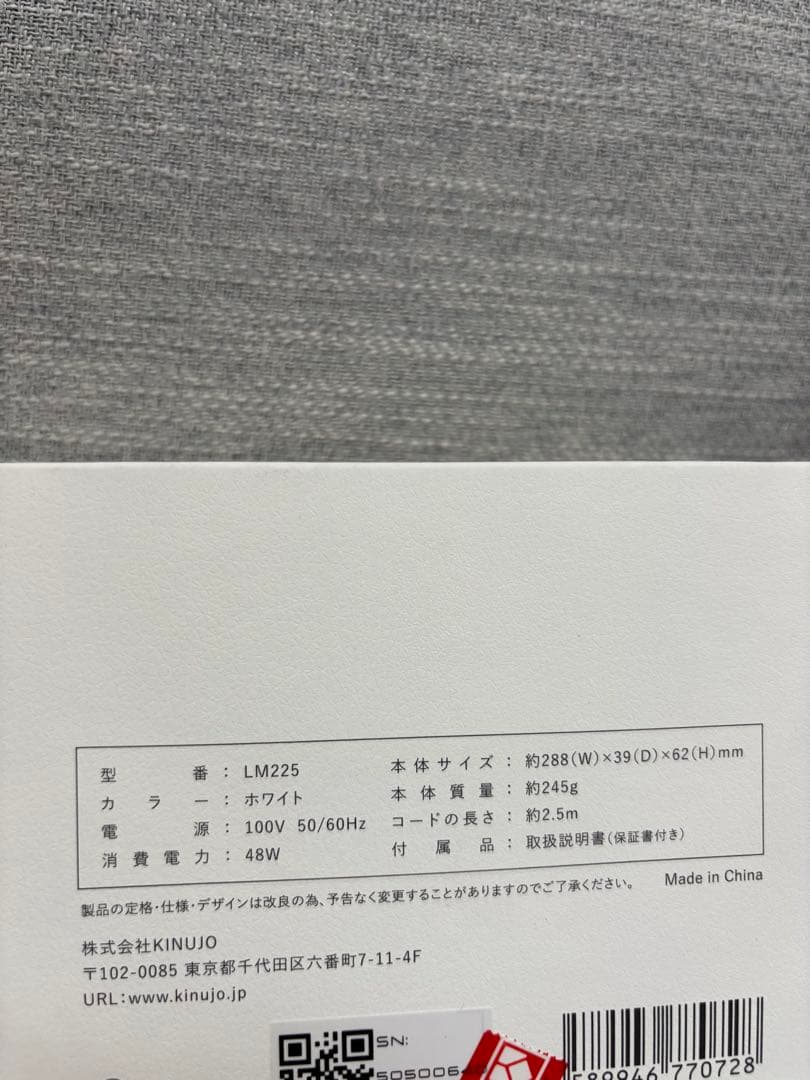 型番：LM225
カラー：ホワイト
電源：100V 50/60Hz
消費電力：48W
本体サイズ：約288（W）×39（D）×62（H）mm
本体質量：約245g
コードの長さ：約2.5m
付属品：取扱説明書（保証書付き）
製品の定格・仕様・デザインは改良の為、予告なく変更することがありますのでご了承ください。
Made in China
株式会社KINUJO
〒102-0085 東京都千代田区六番町7-11-4F
URL：www.kinujo.jp
SN:
505006
589946 770728